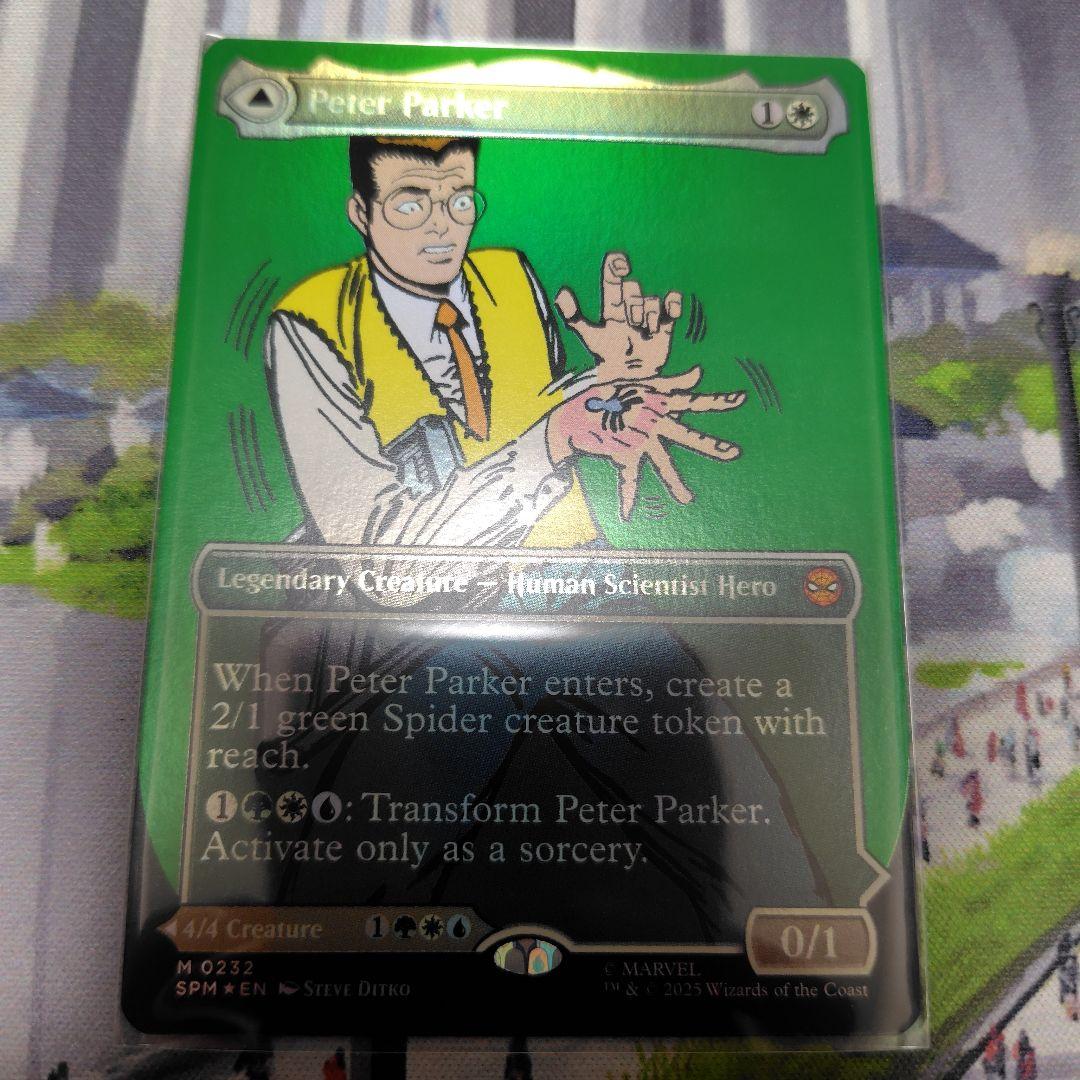 Peter Parker 1
Legendary Creature — Human Scientist Hero
When Peter Parker enters, create a
2/1 green Spider creature token with
reach.
1: Transform Peter Parker.
Activate only as a sorcery.
4/4 Creature 1
0/1
M 0232
SPM★EN STEVE DITKO
© MARVEL
™ & © 2025 Wizards of the Coast